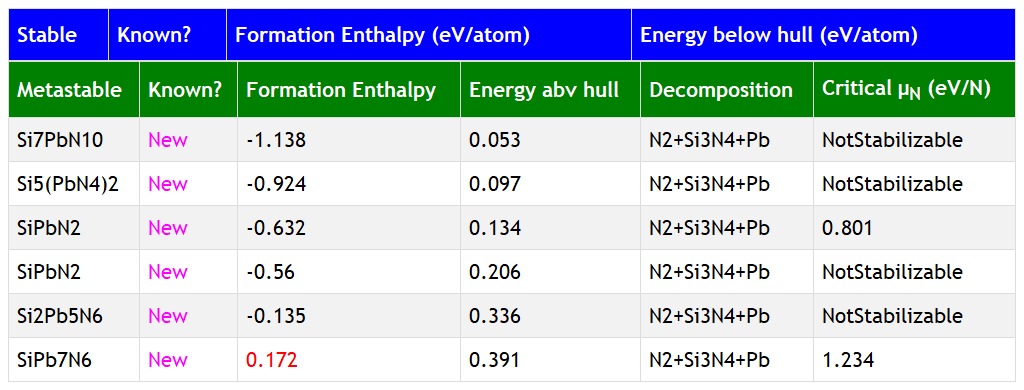 Stable Known? Formation Enthalpy (eV/atom) Energy below hull (eV/atom)
Metastable Known? Formation Enthalpy Energy abv hull Decomposition Critical μN (eV/N)
Si7PbN10 New -1.138 0.053 N2+Si3N4+Pb NotStabilizable
Si5(PbN4)2 New -0.924 0.097 N2+Si3N4+Pb NotStabilizable
SiPbN2 New -0.632 0.134 N2+Si3N4+Pb 0.801
SiPbN2 New -0.56 0.206 N2+Si3N4+Pb NotStabilizable
Si2Pb5N6 New -0.135 0.336 N2+Si3N4+Pb NotStabilizable
SiPb7N6 New 0.172 0.391 N2+Si3N4+Pb 1.234